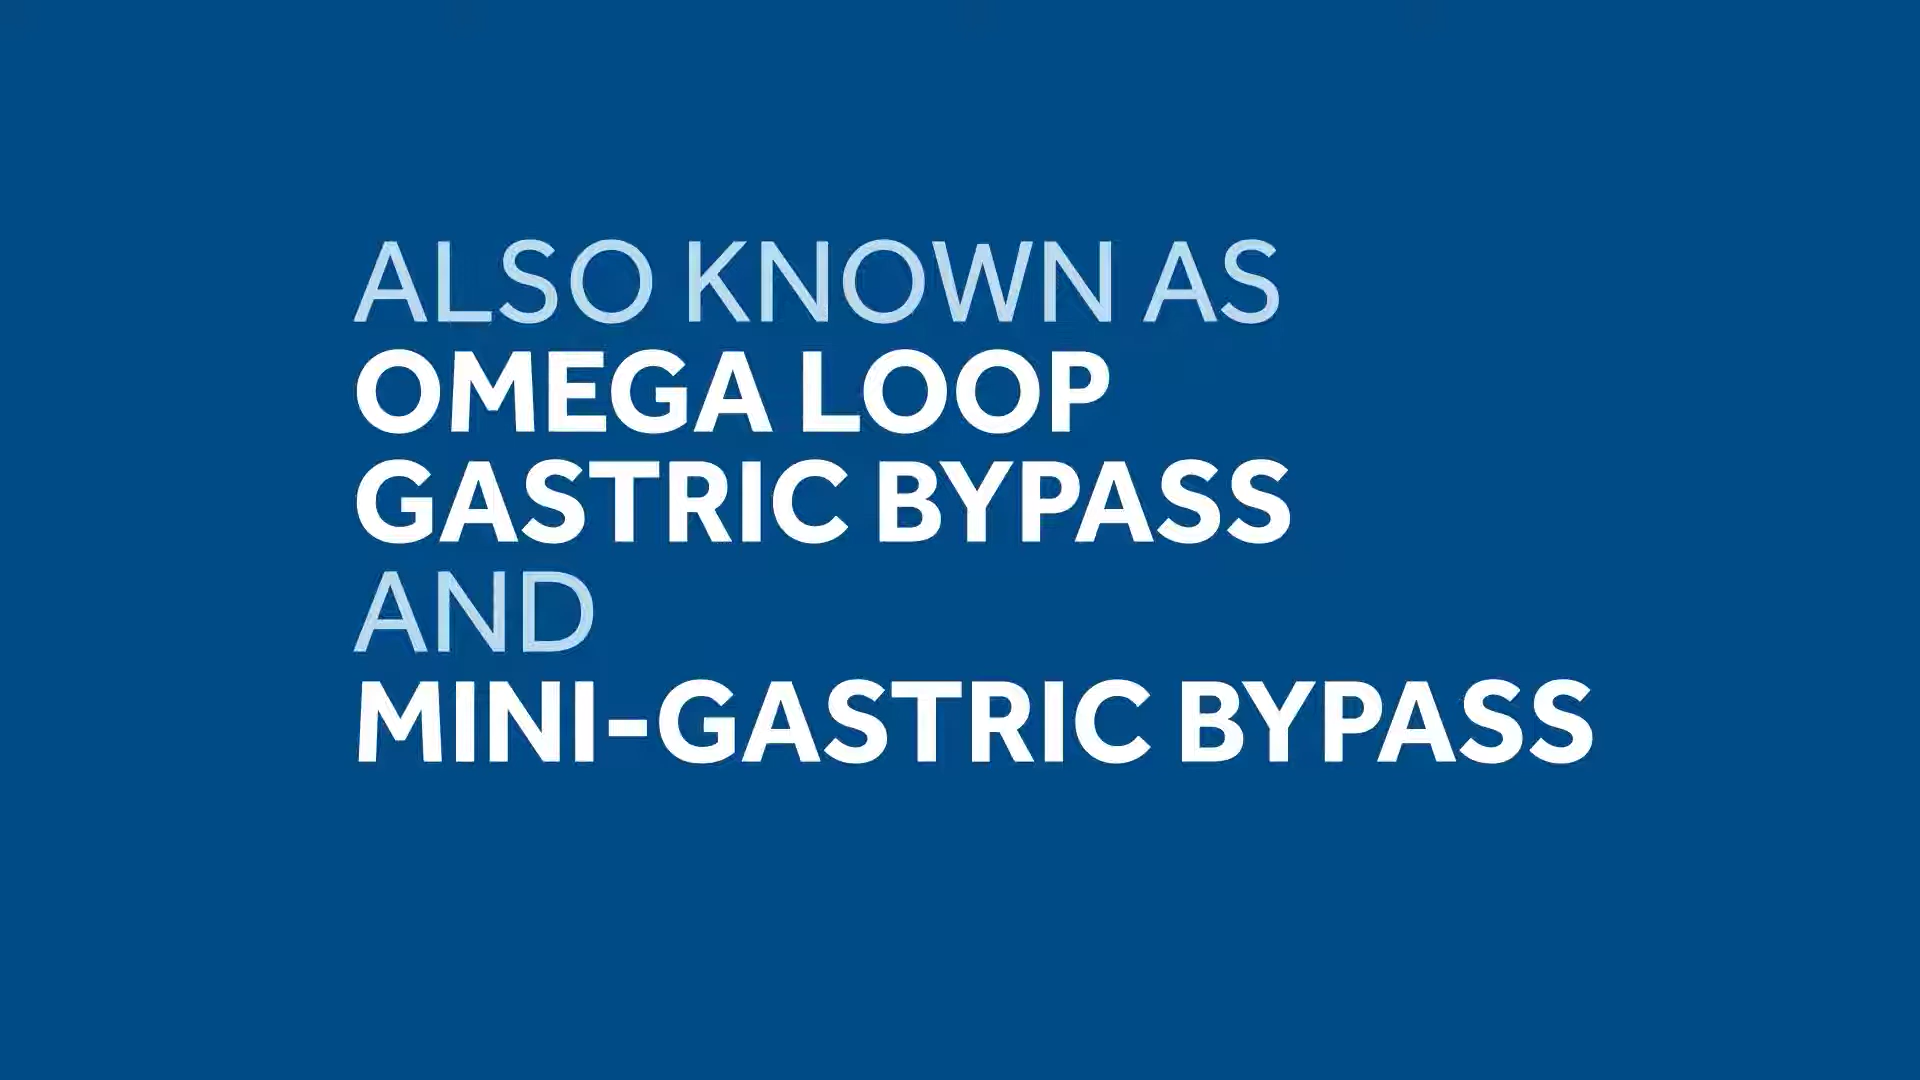 ALSO KNOWN AS
OMEGA LOOP
GASTRIC BYPASS
AND
MINI-GASTRIC BYPASS